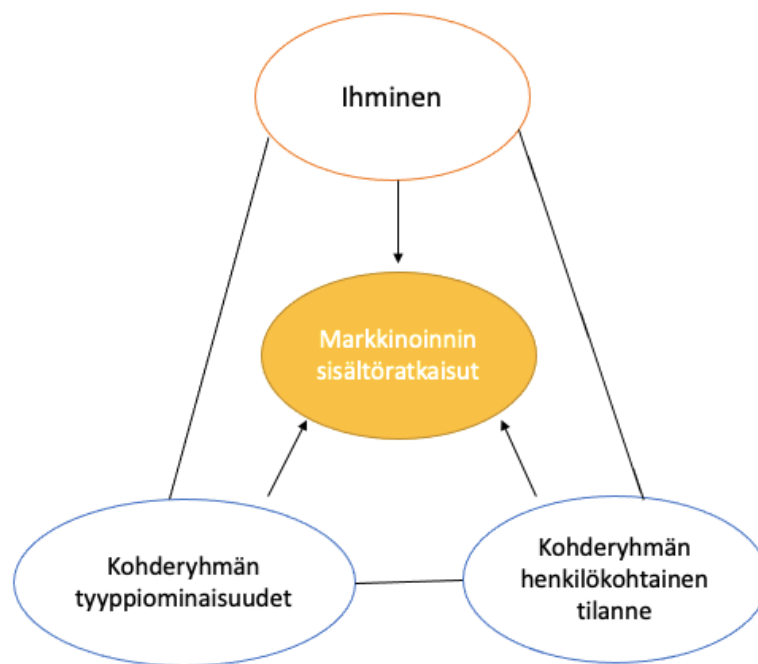 Ihminen
Markkinoinnin
sisältöratkaisut
Kohderyhmän
tyyppiominaisuudet
Kohderyhmän
henkilökohtainen
tilanne